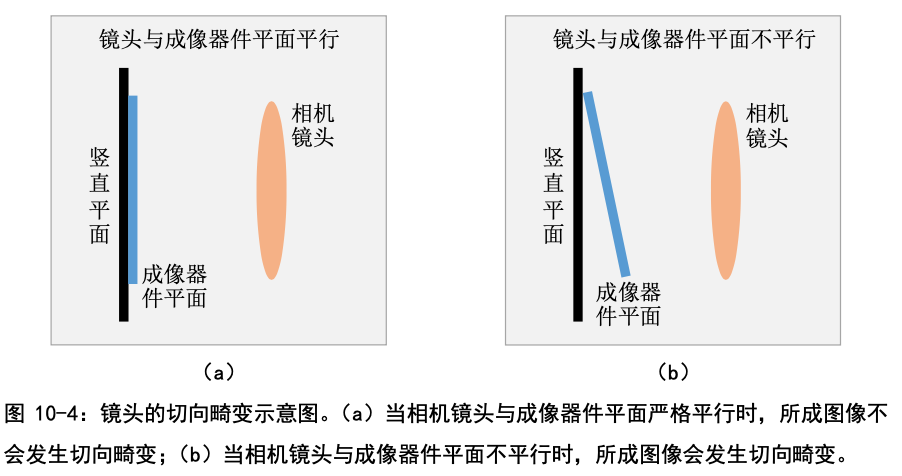 镜头与成像器件平面平行
相机
镜头
竖
直
平
面
成像器
件平面
(a)
镜头与成像器件平面不平行
相机
镜头
竖
直
平
面
成像器
件平面
(b)
图 10-4：镜头的切向畸变示意图。(a) 当相机镜头与成像器件平面严格平行时，所成图像不
会发生切向畸变；(b) 当相机镜头与成像器件平面不平行时，所成图像会发生切向畸变。